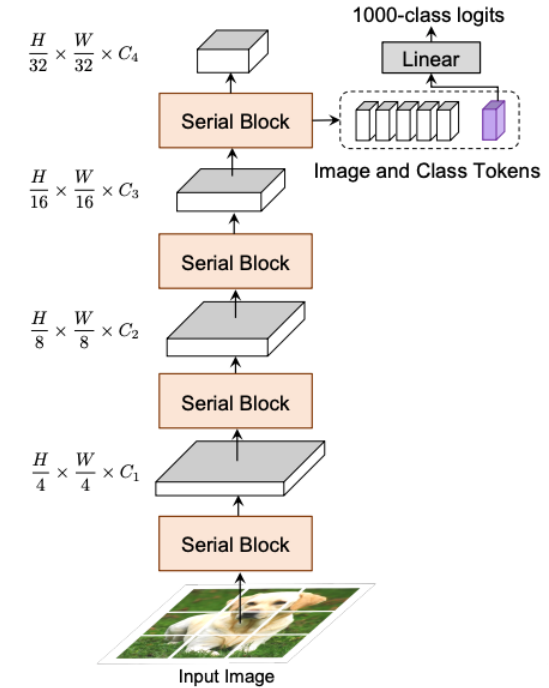 1000-class logits
Linear
H/32 × W/32 × C₄
Serial Block
Image and Class Tokens
H/16 × W/16 × C₃
Serial Block
H/8 × W/8 × C₂
Serial Block
H/4 × W/4 × C₁
Serial Block
Input Image